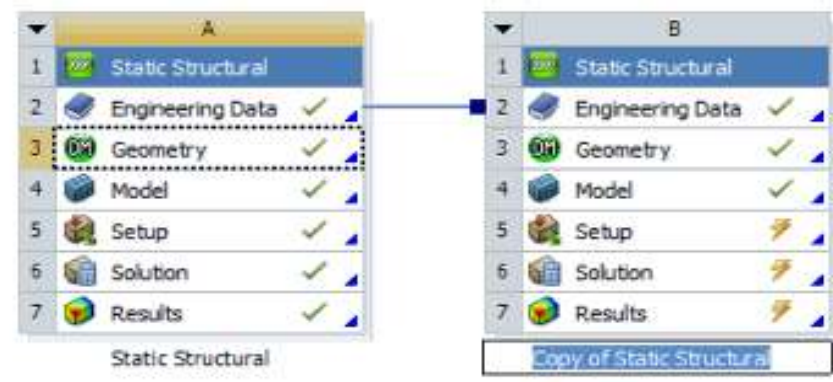 A
1 Static Structural
2 Engineering Data
3 DM Geometry
4 Model
5 Setup
6 Solution
7 Results
Static Structural
B
1 Static Structural
2 Engineering Data
3 DM Geometry
4 Model
5 Setup
6 Solution
7 Results
Copy of Static Structural